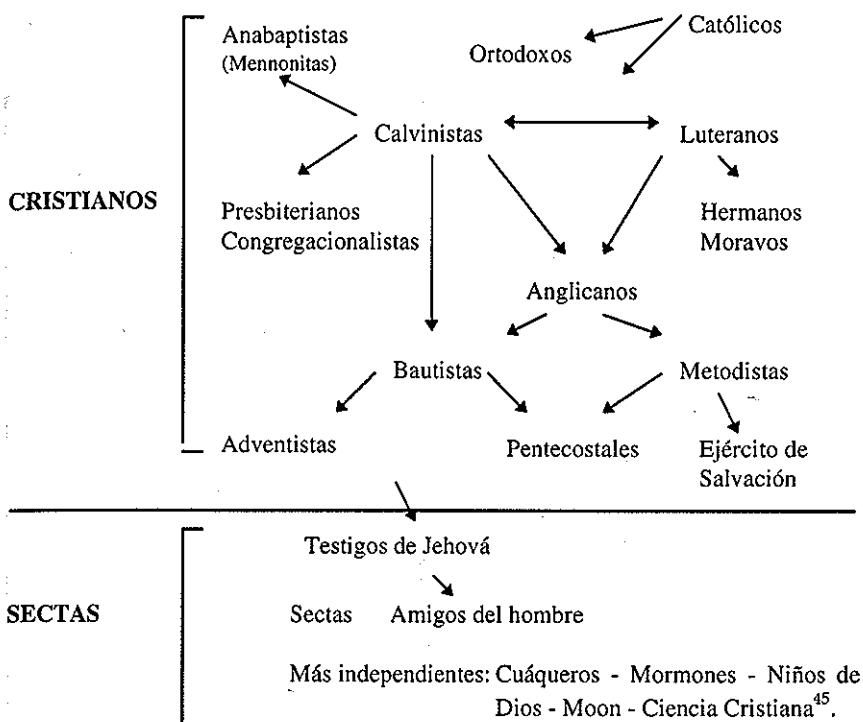 Católicos
Anabaptistas
(Mennonitas)
Ortodoxos
Calvinistas
Luteranos
CRISTIANOS
Presbiterianos
Congregacionalistas
Hermanos
Moravos
Anglicanos
Bautistas
Metodistas
Adventistas
Pentecostales
Ejército de
Salvación
Testigos de Jehová
SECTAS
Sectas Amigos del hombre
Más independientes: Cuáqueros - Mormones - Niños de
Dios - Moon - Ciencia Cristiana45.